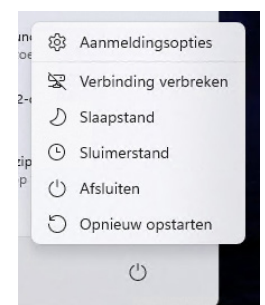 Aanmeldingsopties
Verbinding verbreken
Slaapstand
Sluimerstand
Afsluiten
Opnieuw opstarten